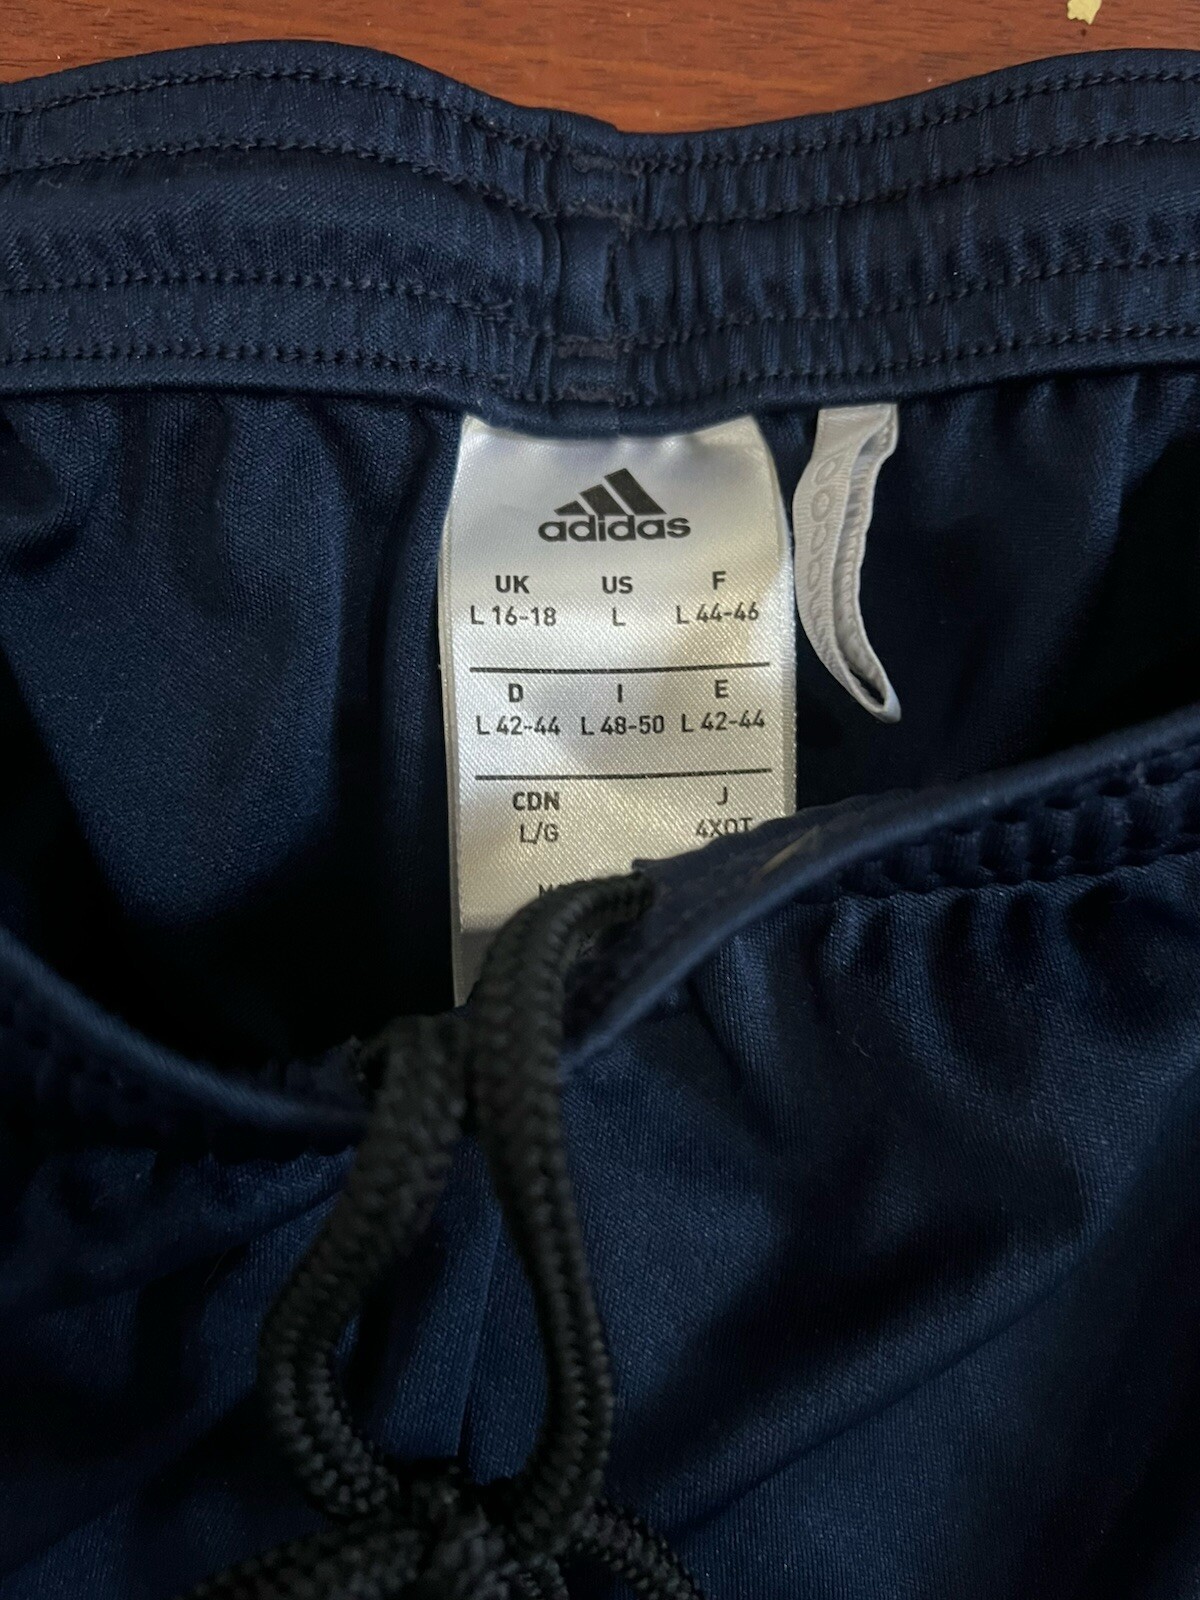 adidas
UK US F
L 16-18 L L 44-46
D I E
L 42-44 L 48-50 L 42-44
CDN J
L/G 4XOT